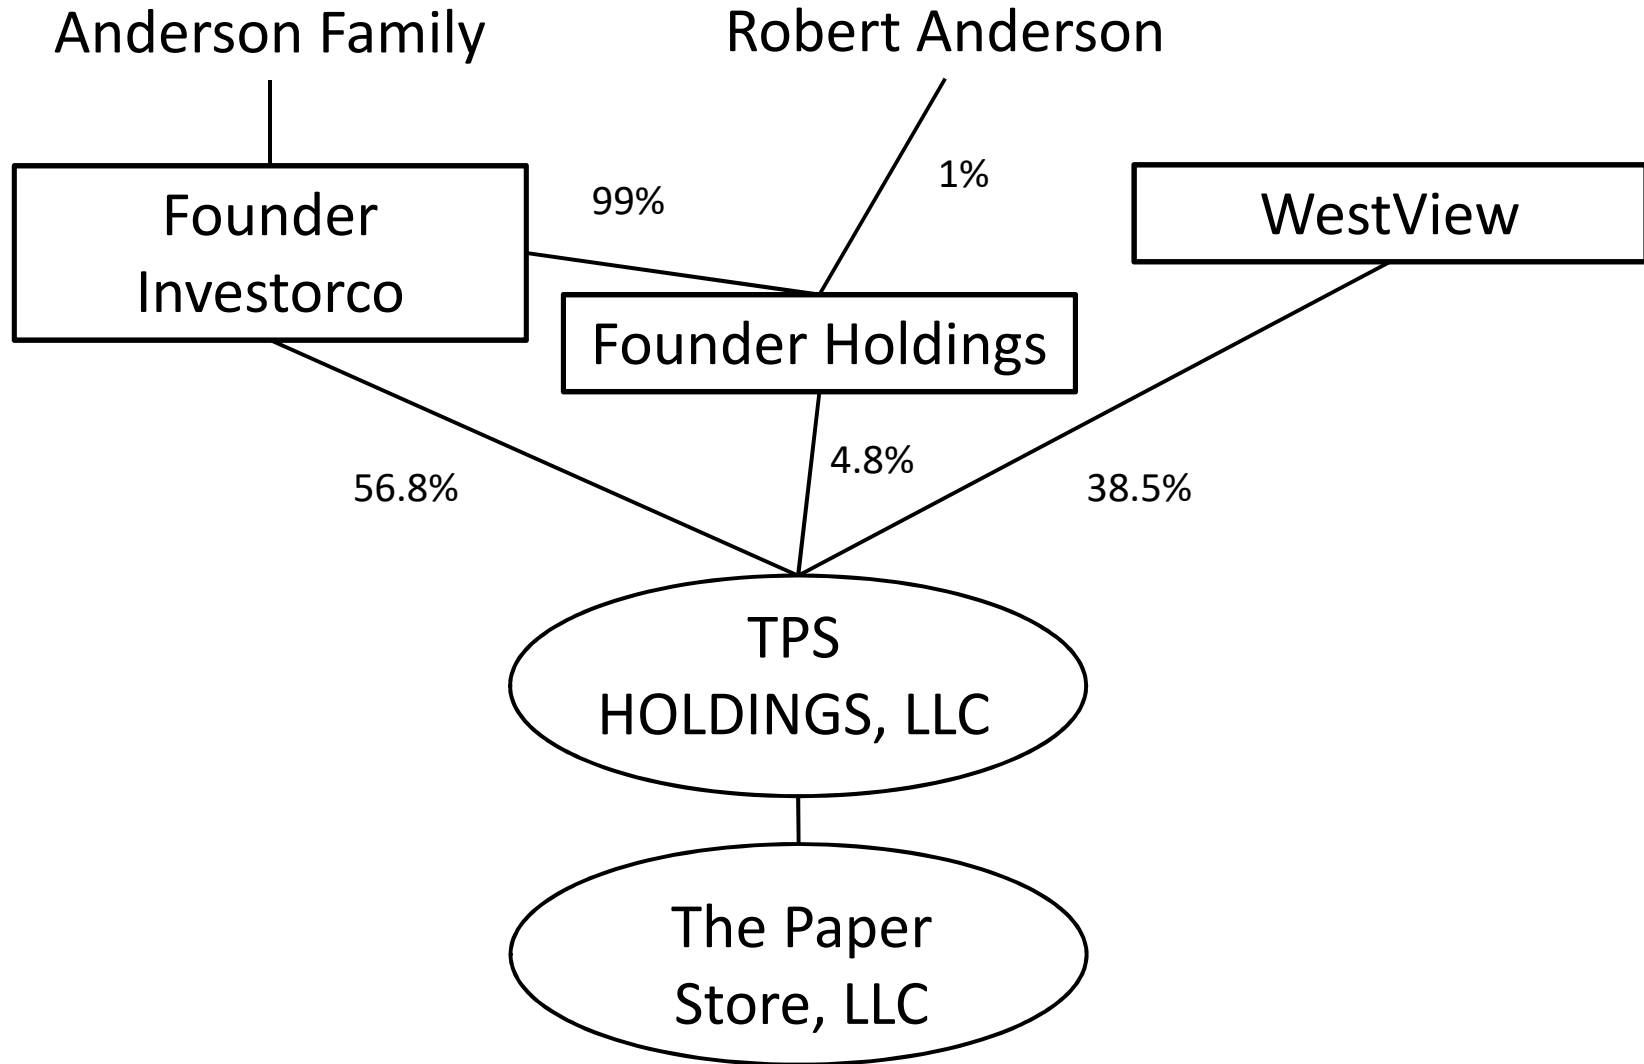 Anderson Family
Robert Anderson
1%
99%
WestView
Founder
Investorco
Founder Holdings
4.8%
56.8%
38.5%
TPS
HOLDINGS, LLC
The Paper
Store, LLC